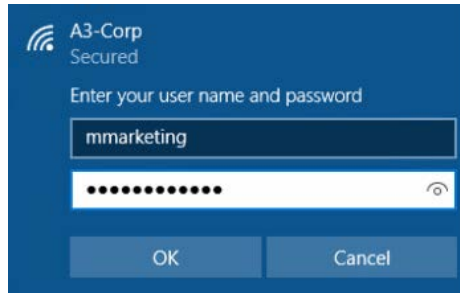 A3-Corp
Secured
Enter your user name and password
mmarketing
••••••••••••
OK
Cancel